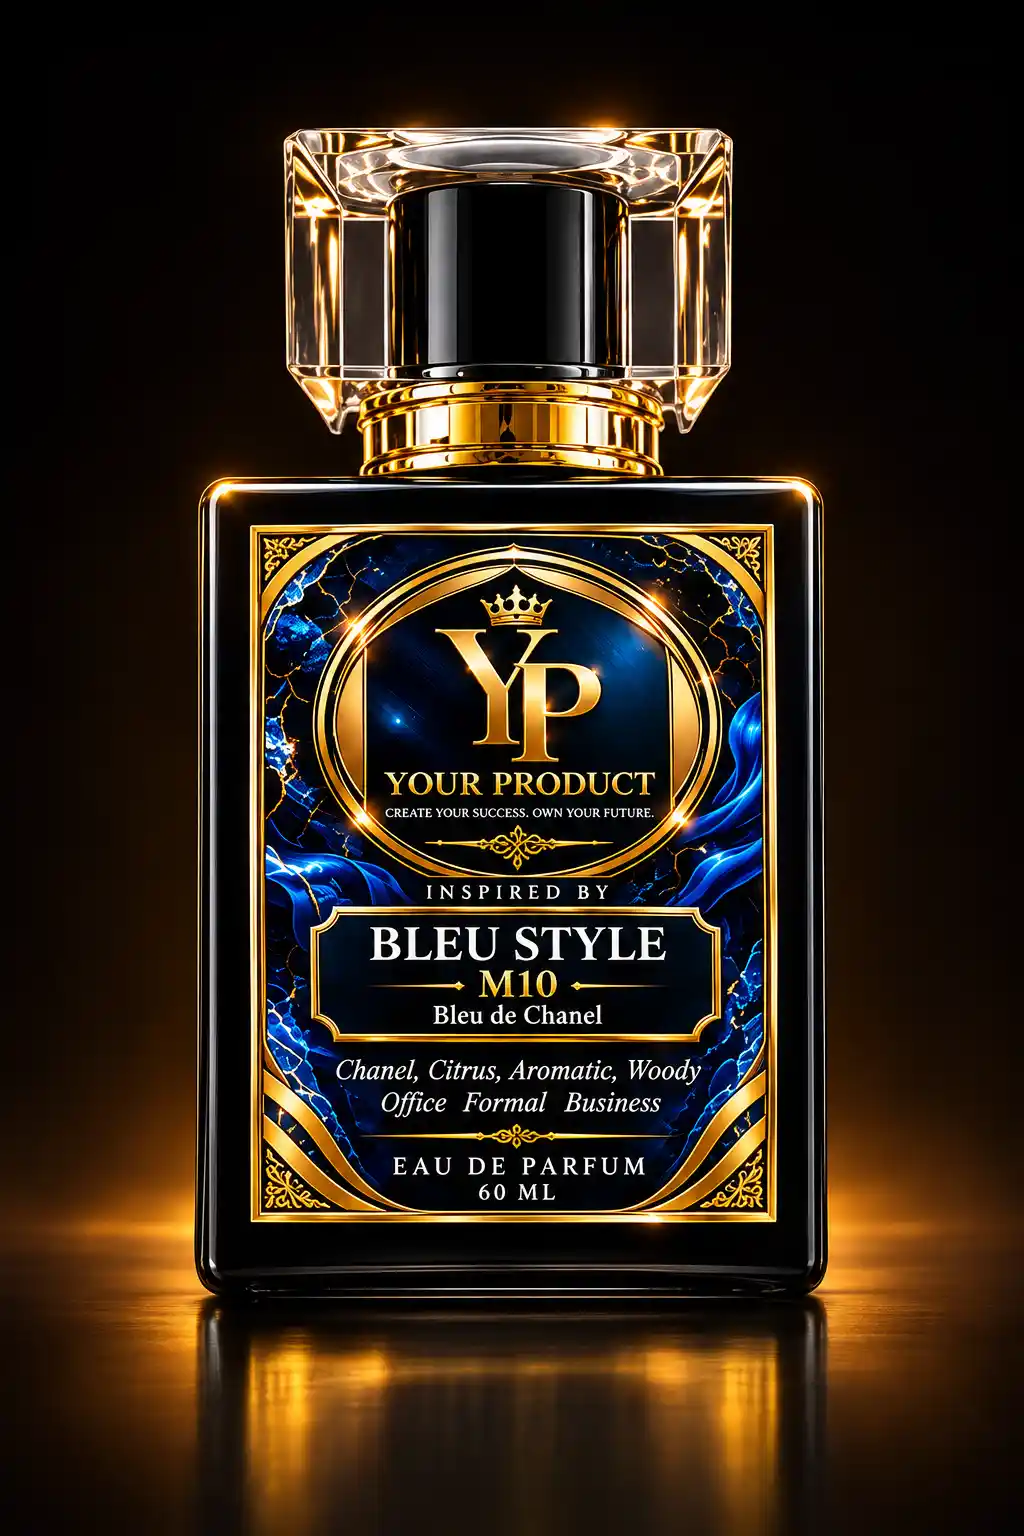 YP
YOUR PRODUCT
CREATE YOUR SUCCESS. OWN YOUR FUTURE.
INSPIRED BY
BLEU STYLE
M10
Bleu de Chanel
Chanel, Citrus, Aromatic, Woody
Office Formal Business
EAU DE PARFUM
60 ML